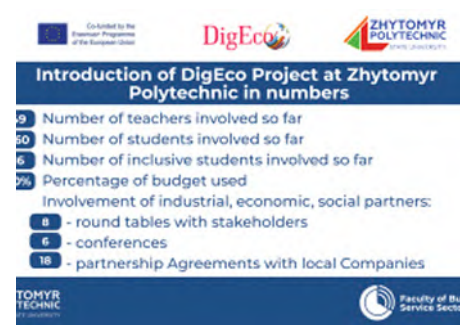 Co-funded by the
Erasmus+ Programme
of the European Union
DigEco
ZHYTOMYR
POLYTECHNIC
STATE UNIVERSITY
Introduction of DigEco Project at Zhytomyr
Polytechnic in numbers
Number of teachers involved so far
Number of students involved so far
6 Number of inclusive students involved so far
Percentage of budget used
Involvement of industrial, economic, social partners:
8 - round tables with stakeholders
6 - conferences
18 - partnership Agreements with local Companies
Faculty of Bu
Service Secto